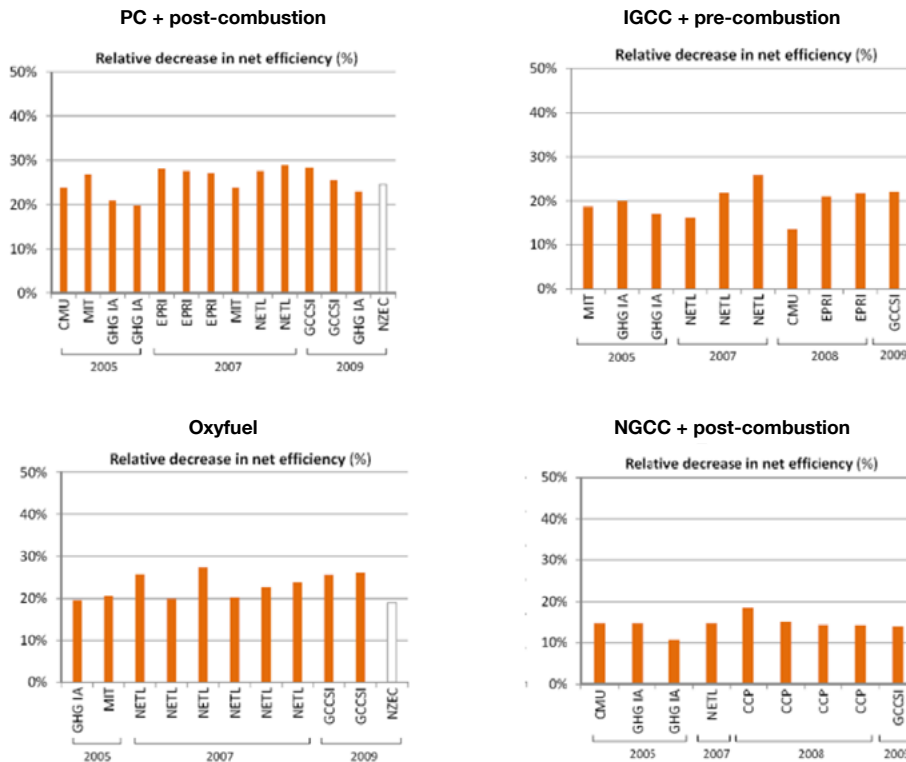 PC + post-combustion
Relative decrease in net efficiency (%)
50%
40%
30%
20%
10%
0%
CMU
MIT
GHG IA
GHG IA
EPRI
EPRI
EPRI
MIT
NETL
NETL
GCCSI
GCCSI
GHG IA
NZEC
2005
2007
2009
IGCC + pre-combustion
Relative decrease in net efficiency (%)
50%
40%
30%
20%
10%
0%
MIT
GHG IA
GHG IA
NETL
NETL
NETL
CMU
EPRI
EPRI
GCCSI
2005
2007
2008
2009
Oxyfuel
Relative decrease in net efficiency (%)
50%
40%
30%
20%
10%
0%
GHG IA
MIT
NETL
NETL
NETL
NETL
NETL
NETL
GCCSI
GCCSI
NZEC
2005
2007
2009
NGCC + post-combustion
Relative decrease in net efficiency (%)
50%
40%
30%
20%
10%
0%
CMU
GHG IA
GHG IA
NETL
CCP
CCP
CCP
CCP
GCCSI
2005
2007
2008